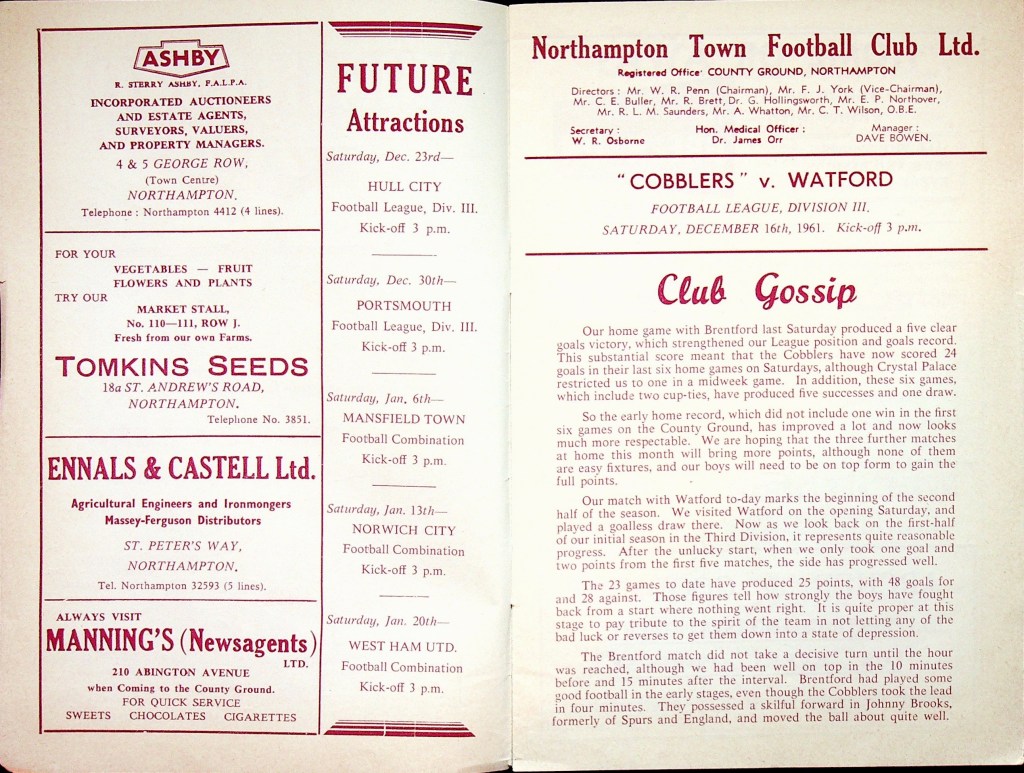 ASHBY
R. STERRY ASHBY, F.A.L.P.A.
INCORPORATED AUCTIONEERS
AND ESTATE AGENTS,
SURVEYORS, VALUERS,
AND PROPERTY MANAGERS.
4 & 5 GEORGE ROW,
(Town Centre)
NORTHAMPTON.
Telephone : Northampton 4412 (4 lines).
FOR YOUR
VEGETABLES — FRUIT
FLOWERS AND PLANTS
TRY OUR
MARKET STALL,
No. 110—111, ROW J.
Fresh from our own Farms.
TOMKINS SEEDS
18a ST. ANDREW'S ROAD,
NORTHAMPTON.
Telephone No. 3851.
ENNALS & CASTELL Ltd.
Agricultural Engineers and Ironmongers
Massey-Ferguson Distributors
ST. PETER'S WAY,
NORTHAMPTON.
Tel. Northampton 32593 (5 lines).
ALWAYS VISIT
MANNING'S (Newsagents)
LTD.
210 ABINGTON AVENUE
when Coming to the County Ground.
FOR QUICK SERVICE
SWEETS CHOCOLATES CIGARETTES
FUTURE
Attractions
Saturday, Dec. 23rd—
HULL CITY
Football League, Div. III.
Kick-off 3 p.m.
Saturday, Dec. 30th—
PORTSMOUTH
Football League, Div. III.
Kick-off 3 p.m.
Saturday, Jan. 6th—
MANSFIELD TOWN
Football Combination
Kick-off 3 p.m.
Saturday, Jan. 13th—
NORWICH CITY
Football Combination
Kick-off 3 p.m.
Saturday, Jan. 20th—
WEST HAM UTD.
Football Combination
Kick-off 3 p.m.
Northampton Town Football Club Ltd.
Registered Office· COUNTY GROUND, NORTHAMPTON
Directors : Mr. W. R. Penn (Chairman), Mr. F. J. York (Vice-Chairman),
Mr. C. E. Buller, Mr. R. Brett, Dr. G. Hollingsworth, Mr. E. P. Northover,
Mr. R. L. M. Saunders, Mr. A. Whatton, Mr. C. T. Wilson, O.B.E.
Secretary : Hon. Medical Officer : Manager :
W. R. Osborne Dr. James Orr DAVE BOWEN.
"COBBLERS" v. WATFORD
FOOTBALL LEAGUE, DIVISION III.
SATURDAY, DECEMBER 16th, 1961. Kick-off 3 p.m.
Club Gossip
Our home game with Brentford last Saturday produced a five clear
goals victory, which strengthened our League position and goals record.
This substantial score meant that the Cobblers have now scored 24
goals in their last six home games on Saturdays, although Crystal Palace
restricted us to one in a midweek game. In addition, these six games,
which include two cup-ties, have produced five successes and one draw.
So the early home record, which did not include one win in the first
six games on the County Ground, has improved a lot and now looks
much more respectable. We are hoping that the three further matches
at home this month will bring more points, although none of them
are easy fixtures, and our boys will need to be on top form to gain the
full points.
Our match with Watford to-day marks the beginning of the second
half of the season. We visited Watford on the opening Saturday, and
played a goalless draw there. Now as we look back on the first-half
of our initial season in the Third Division, it represents quite reasonable
progress. After the unlucky start, when we only took one goal and
two points from the first five matches, the side has progressed well.
The 23 games to date have produced 25 points, with 48 goals for
and 28 against. Those figures tell how strongly the boys have fought
back from a start where nothing went right. It is quite proper at this
stage to pay tribute to the spirit of the team in not letting any of the
bad luck or reverses to get them down into a state of depression.
The Brentford match did not take a decisive turn until the hour
was reached, although we had been well on top in the 10 minutes
before and 15 minutes after the interval. Brentford had played some
good football in the early stages, even though the Cobblers took the lead
in four minutes. They possessed a skilful forward in Johnny Brooks,
formerly of Spurs and England, and moved the ball about quite well.